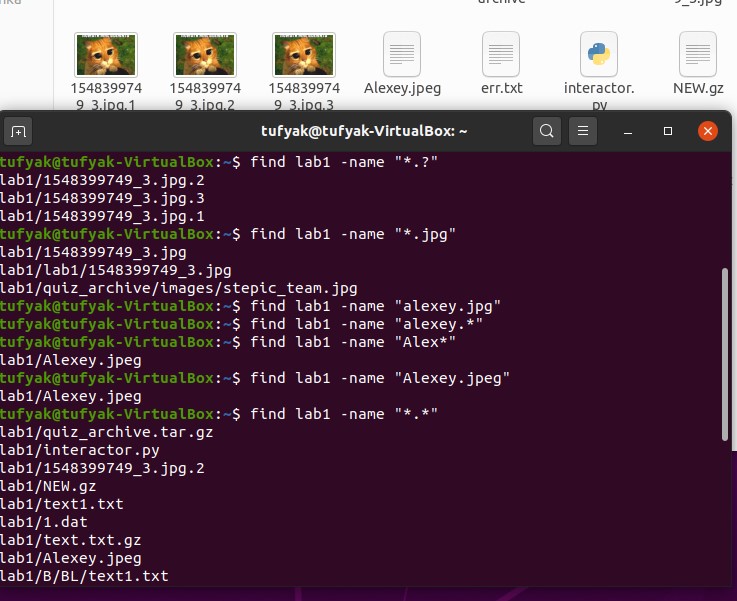 archive
9_3.jpg
154839974
9_3.jpg.1
154839974
9_3.jpg.2
154839974
9_3.jpg.3
Alexey.jpeg
err.txt
interactor.
py
NEW.gz
tufyak@tufyak-VirtualBox: ~
tufyak@tufyak-VirtualBox:~$ find lab1 -name "*.?"
lab1/1548399749_3.jpg.2
lab1/1548399749_3.jpg.3
lab1/1548399749_3.jpg.1
tufyak@tufyak-VirtualBox:~$ find lab1 -name "*.jpg"
lab1/1548399749_3.jpg
lab1/lab1/1548399749_3.jpg
lab1/quiz_archive/images/stepic_team.jpg
tufyak@tufyak-VirtualBox:~$ find lab1 -name "alexey.jpg"
tufyak@tufyak-VirtualBox:~$ find lab1 -name "alexey.*"
tufyak@tufyak-VirtualBox:~$ find lab1 -name "Alex*"
lab1/Alexey.jpeg
tufyak@tufyak-VirtualBox:~$ find lab1 -name "Alexey.jpeg"
lab1/Alexey.jpeg
tufyak@tufyak-VirtualBox:~$ find lab1 -name "*.*"
lab1/quiz_archive.tar.gz
lab1/interactor.py
lab1/1548399749_3.jpg.2
lab1/NEW.gz
lab1/text1.txt
lab1/1.dat
lab1/text.txt.gz
lab1/Alexey.jpeg
lab1/B/BL/text1.txt